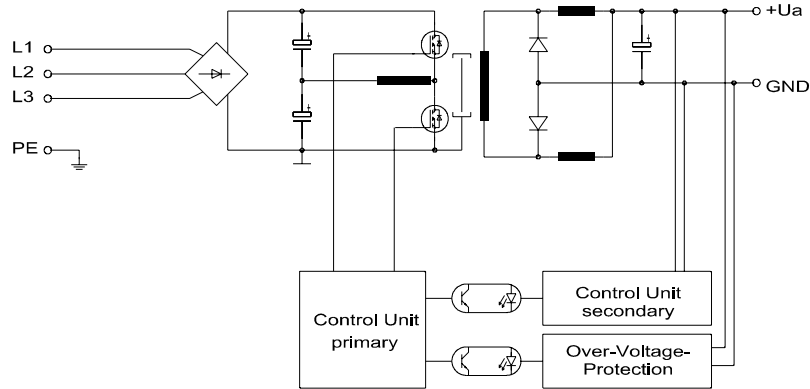 L1
L2
L3
PE
+Ua
GND
Control Unit
primary
Control Unit
secondary
Over-Voltage-
Protection